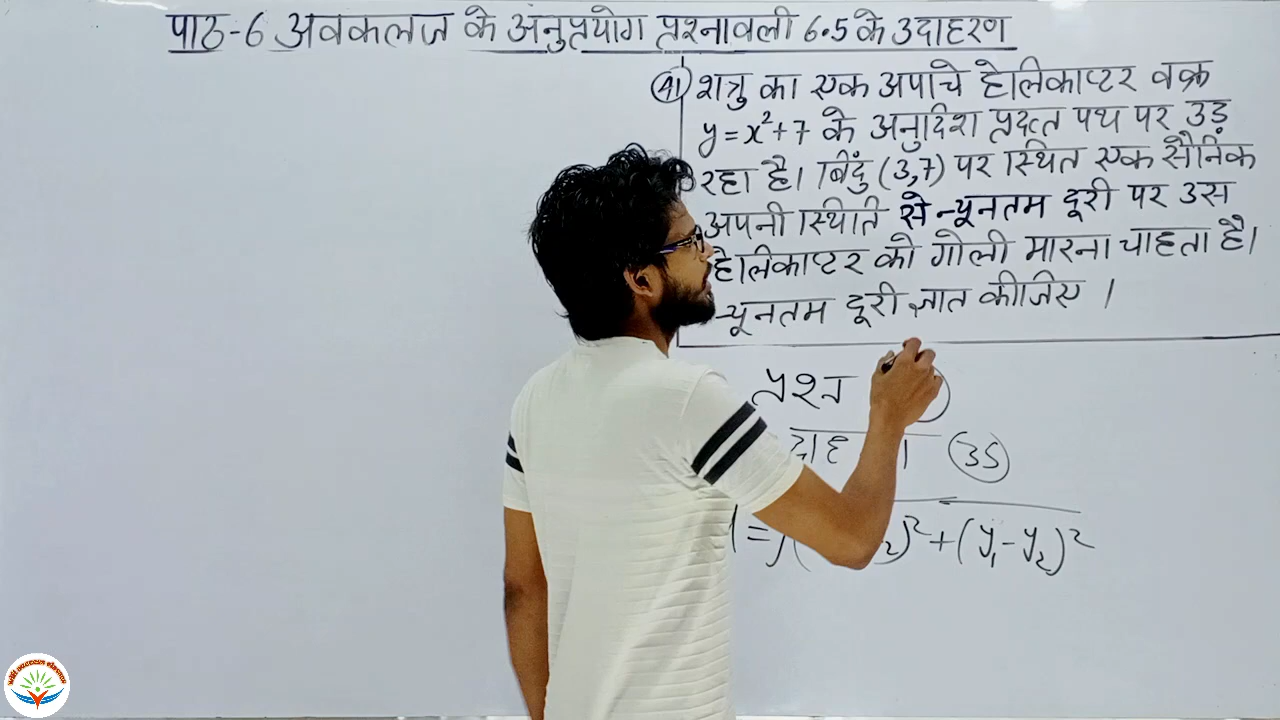 पाठ-6 अवकलज के अनुप्रयोग प्रश्नावली 6.5 के उदाहरण
41 शत्रु का एक अपाचे हेलिकाप्टर वक्र
y = x²+7 के अनुदिश प्रदत्त पथ पर उड़
रहा है। बिंदु (3,7) पर स्थित एक सैनिक
अपनी स्थिति से न्यूनतम दूरी पर उस
हेलिकाप्टर को गोली मारना चाहता है।
न्यूनतम दूरी ज्ञात कीजिए ।
प्रश्न
35
)² + (y₁ - y₂)²